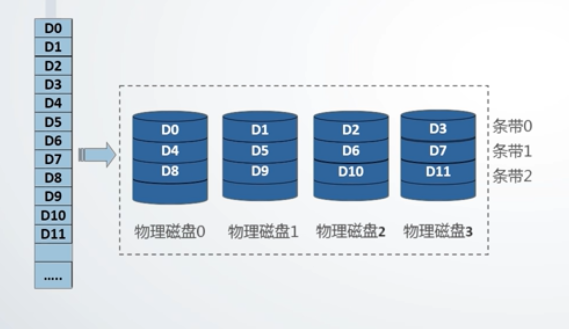 D0
D1
D2
D3
D4
D5
D6
D7
D8
D9
D10
D11
.....
D0 D1 D2 D3 条带0
D4 D5 D6 D7 条带1
D8 D9 D10 D11 条带2
物理磁盘0 物理磁盘1 物理磁盘2 物理磁盘3